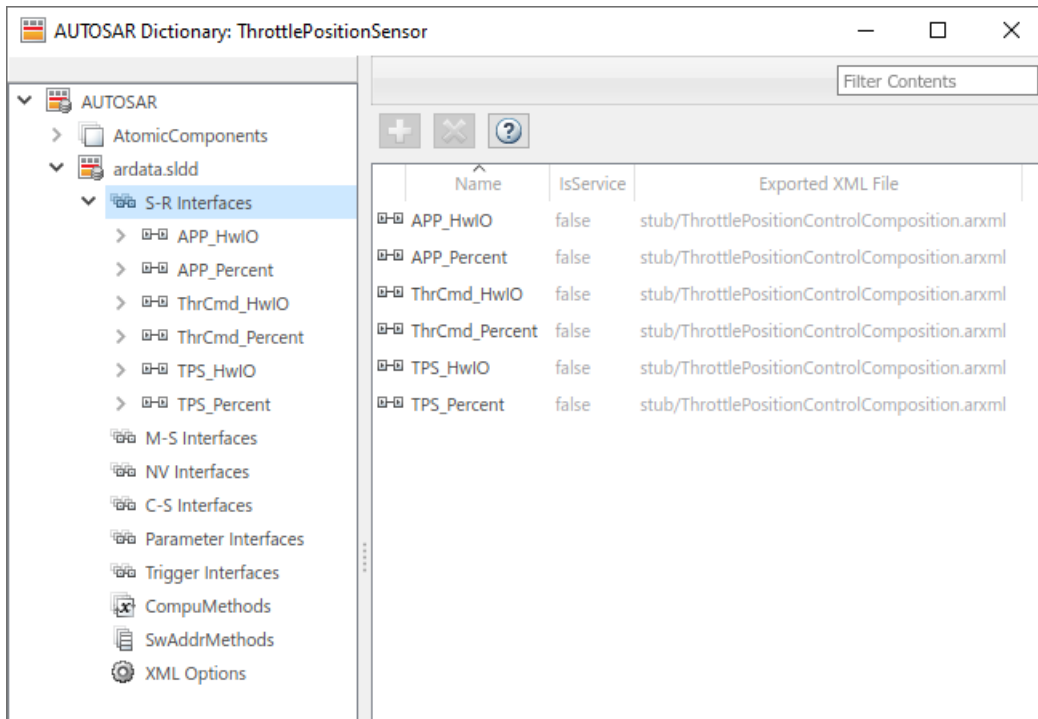 AUTOSAR Dictionary: ThrottlePositionSensor
Filter Contents
AUTOSAR
AtomicComponents
ardata.sldd
S-R Interfaces
APP_HwIO
APP_Percent
ThrCmd_HwIO
ThrCmd_Percent
TPS_HwIO
TPS_Percent
M-S Interfaces
NV Interfaces
C-S Interfaces
Parameter Interfaces
Trigger Interfaces
CompuMethods
SwAddrMethods
XML Options
Name IsService Exported XML File
APP_HwIO false stub/ThrottlePositionControlComposition.arxml
APP_Percent false stub/ThrottlePositionControlComposition.arxml
ThrCmd_HwIO false stub/ThrottlePositionControlComposition.arxml
ThrCmd_Percent false stub/ThrottlePositionControlComposition.arxml
TPS_HwIO false stub/ThrottlePositionControlComposition.arxml
TPS_Percent false stub/ThrottlePositionControlComposition.arxml